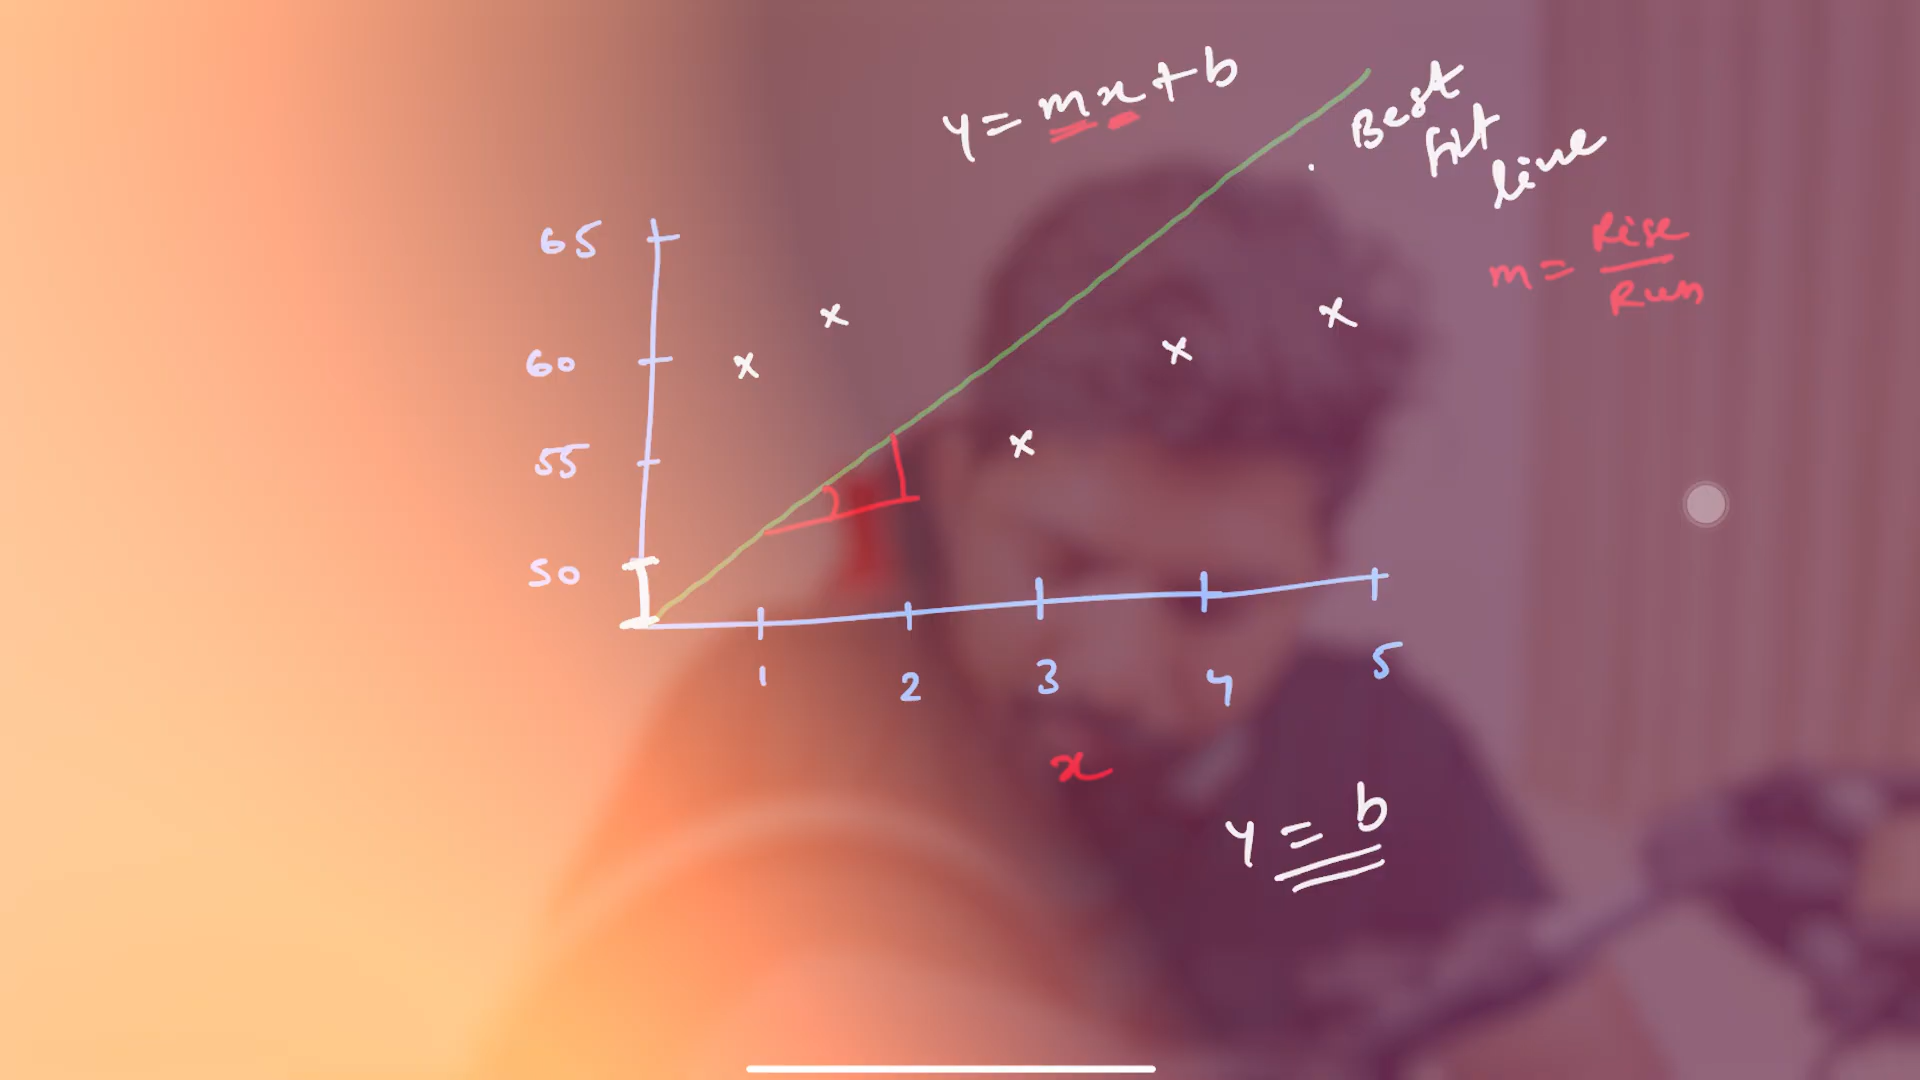 y = mx + b
Best
fit
line
m = Rise
Run
65
60
55
50
1 2 3 4 5
x
y = b